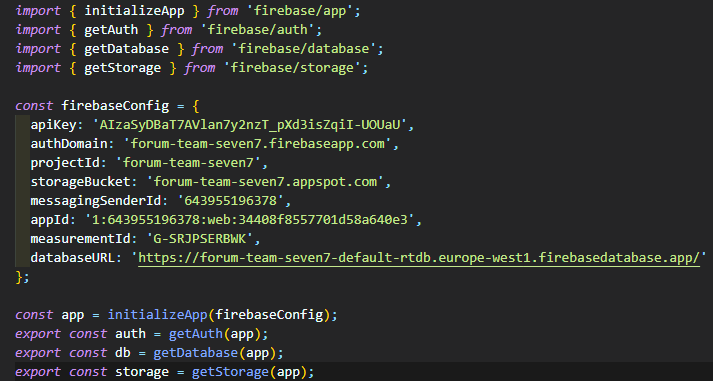 import { initializeApp } from 'firebase/app';
import { getAuth } from 'firebase/auth';
import { getDatabase } from 'firebase/database';
import { getStorage } from 'firebase/storage';
const firebaseConfig = {
apiKey: 'AIzaSyDBaT7AVlan7y2nzT_pXd3isZqiI-UOUaU',
authDomain: 'forum-team-seven7.firebaseapp.com',
projectId: 'forum-team-seven7',
storageBucket: 'forum-team-seven7.appspot.com',
messagingSenderId: '643955196378',
appId: '1:643955196378:web:34408f8557701d58a640e3',
measurementId: 'G-SRJPSERBWK',
databaseURL: 'https://forum-team-seven7-default-rtdb.europe-west1.firebasedatabase.app/'
};
const app = initializeApp(firebaseConfig);
export const auth = getAuth(app);
export const db = getDatabase(app);
export const storage = getStorage(app);